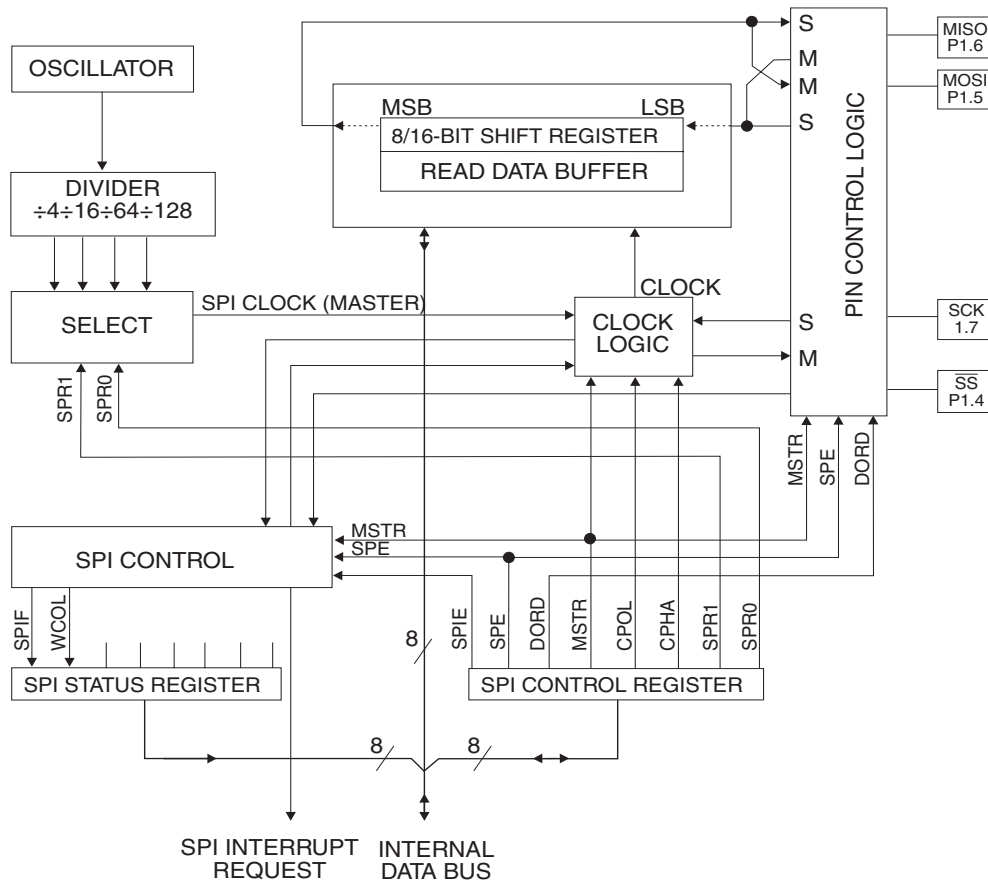 S
MISO
P1.6
OSCILLATOR
M
MSB
LSB
M
MOSI
P1.5
8/16-BIT SHIFT REGISTER
S
READ DATA BUFFER
DIVIDER
÷4÷16÷64÷128
PIN CONTROL LOGIC
SPI CLOCK (MASTER)
CLOCK
SELECT
CLOCK
LOGIC
S
M
SCK
1.7
SS
P1.4
SPR1
SPR0
MSTR
SPE
DORD
MSTR
SPE
SPI CONTROL
SPIF
WCOL
8
SPIE
SPE
DORD
MSTR
CPOL
CPHA
SPR1
SPR0
SPI STATUS REGISTER
SPI CONTROL REGISTER
8
8
SPI INTERRUPT
REQUEST
INTERNAL
DATA BUS